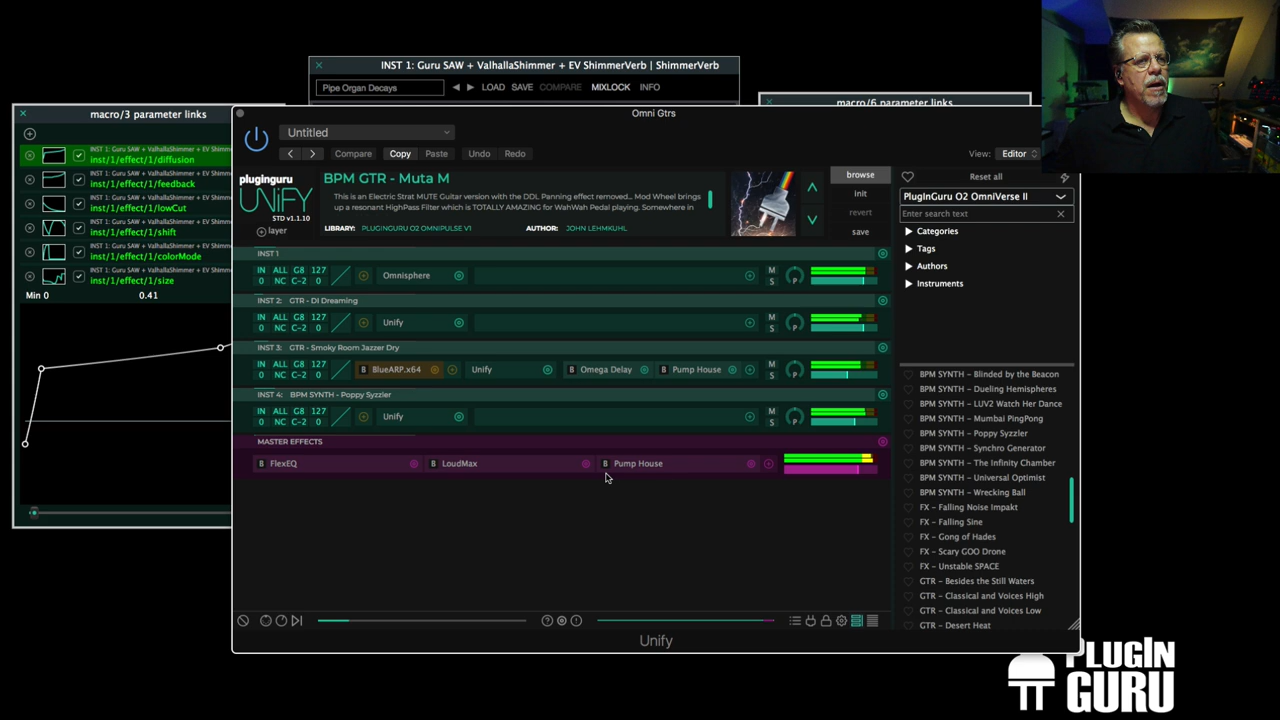 INST 1: Guru SAW + ValhallaShimmer + EV ShimmerVerb | ShimmerVerb
Pipe Organ Decays
LOAD SAVE COMPARE MIXLOCK INFO
macro/3 parameter links
macro/6 parameter links
INST 1: Guru SAW + ValhallaShimmer + EV Shimm
inst/1/effect/1/diffusion
INST 1: Guru SAW + ValhallaShimmer + EV Shimm
inst/1/effect/1/feedback
INST 1: Guru SAW + ValhallaShimmer + EV Shimm
inst/1/effect/1/lowCut
INST 1: Guru SAW + ValhallaShimmer + EV Shimm
inst/1/effect/1/shift
INST 1: Guru SAW + ValhallaShimmer + EV Shimm
inst/1/effect/1/colorMode
INST 1: Guru SAW + ValhallaShimmer + EV Shimm
inst/1/effect/1/size
Min 0 0.41
Omni Gtrs
Untitled
Compare Copy Paste Undo Redo
View: Editor
pluginguru
UNIFY
STD v1.1.10
layer
BPM GTR - Muta M
This is an Electric Strat MUTE Guitar version with the DDL Panning effect removed... Mod Wheel brings
up a resonant HighPass Filter which is TOTALLY AMAZING for WahWah Pedal playing. Somewhere in
LIBRARY: PLUGINGURU O2 OMNIPULSE V1 AUTHOR: JOHN LEHMKUHL
browse
init
revert
save
INST 1
IN ALL G8 127
0 NC C-2 0
Omnisphere
M
S
P
INST 2: GTR - DI Dreaming
IN ALL G8 127
0 NC C-2 0
Unify
M
S
P
INST 3: GTR - Smoky Room Jazzer Dry
IN ALL G8 127
0 NC C-2 0
B BlueARP.x64 Unify B Omega Delay B Pump House
M
S
P
INST 4: BPM SYNTH - Poppy Syzzler
IN ALL G8 127
0 NC C-2 0
Unify
M
S
P
MASTER EFFECTS
B FlexEQ B LoudMax B Pump House
Unify
Reset all
PlugInGuru O2 OmniVerse II
Enter search text
Categories
Tags
Authors
Instruments
BPM SYNTH - Blinded by the Beacon
BPM SYNTH - Dueling Hemispheres
BPM SYNTH - LUV2 Watch Her Dance
BPM SYNTH - Mumbai PingPong
BPM SYNTH - Poppy Syzzler
BPM SYNTH - Synchro Generator
BPM SYNTH - The Infinity Chamber
BPM SYNTH - Universal Optimist
BPM SYNTH - Wrecking Ball
FX - Falling Noise Impakt
FX - Falling Sine
FX - Gong of Hades
FX - Scary GOO Drone
FX - Unstable SPACE
GTR - Besides the Still Waters
GTR - Classical and Voices High
GTR - Classical and Voices Low
GTR - Desert Heat
PLUGIN
GURU